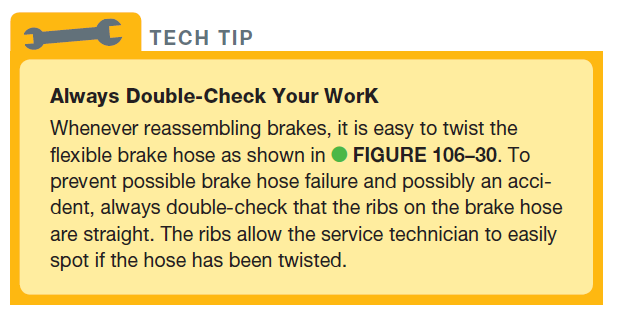 TECH TIP
Always Double-Check Your WorK
Whenever reassembling brakes, it is easy to twist the
flexible brake hose as shown in ● FIGURE 106–30. To
prevent possible brake hose failure and possibly an acci-
dent, always double-check that the ribs on the brake hose
are straight. The ribs allow the service technician to easily
spot if the hose has been twisted.